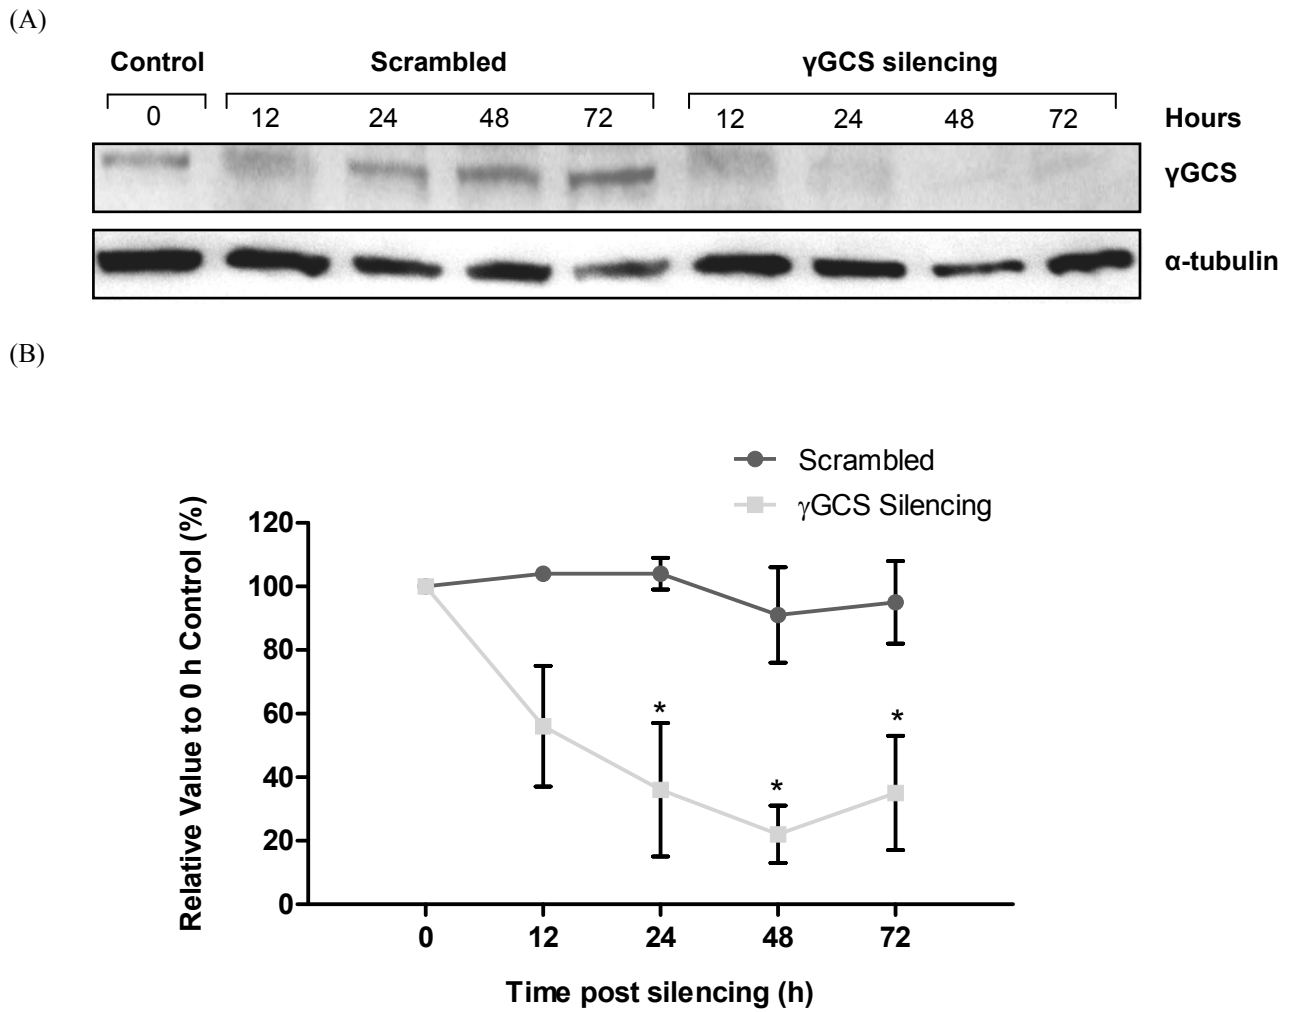 (A)
Control Scrambled γGCS silencing
0 12 24 48 72 12 24 48 72 Hours
γGCS
α-tubulin
(B)
Scrambled
γGCS Silencing
Relative Value to 0 h Control (%)
120
100
80
60
40
20
0
* * *
0 12 24 48 72
Time post silencing (h)